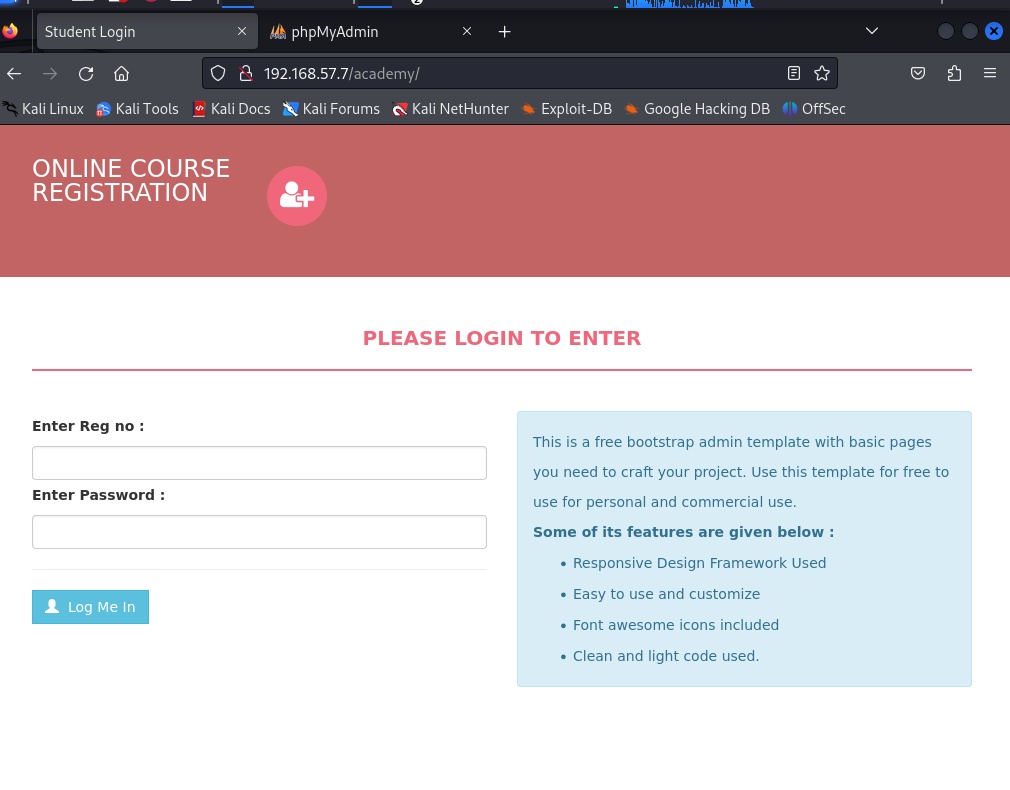 Student Login
phpMyAdmin
192.168.57.7/academy/
Kali Linux Kali Tools Kali Docs Kali Forums Kali NetHunter Exploit-DB Google Hacking DB OffSec
ONLINE COURSE
REGISTRATION
PLEASE LOGIN TO ENTER
Enter Reg no :
Enter Password :
Log Me In
This is a free bootstrap admin template with basic pages
you need to craft your project. Use this template for free to
use for personal and commercial use.
Some of its features are given below :
• Responsive Design Framework Used
• Easy to use and customize
• Font awesome icons included
• Clean and light code used.